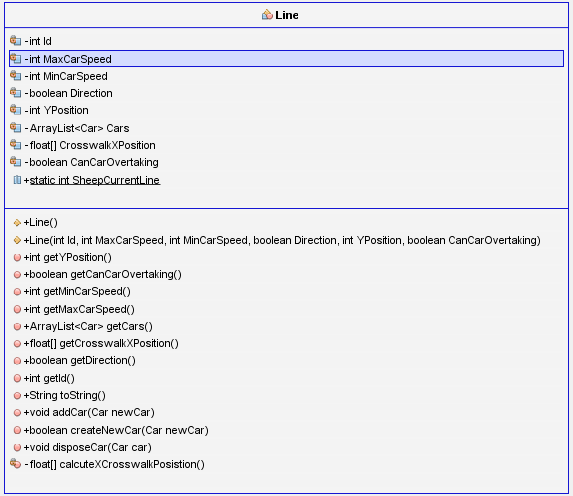 Line
-int Id
-int MaxCarSpeed
-int MinCarSpeed
-boolean Direction
-int YPosition
-ArrayList<Car> Cars
-float[] CrosswalkXPosition
-boolean CanCarOvertaking
+static int SheepCurrentLine
+Line()
+Line(int Id, int MaxCarSpeed, int MinCarSpeed, boolean Direction, int YPosition, boolean CanCarOvertaking)
+int getYPosition()
+boolean getCanCarOvertaking()
+int getMinCarSpeed()
+int getMaxCarSpeed()
+ArrayList<Car> getCars()
+float[] getCrosswalkXPosition()
+boolean getDirection()
+int getId()
+String toString()
+void addCar(Car newCar)
+boolean createNewCar(Car newCar)
+void disposeCar(Car car)
-float[] calcuteXCrosswalkPosistion()